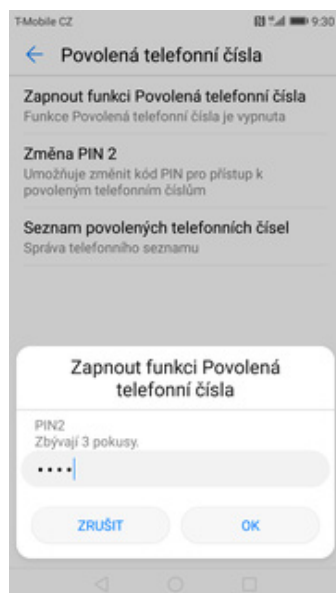 T-Mobile CZ 9:30
Povolená telefonní čísla
Zapnout funkci Povolená telefonní čísla
Funkce Povolená telefonní čísla je vypnuta
Změna PIN 2
Umožňuje změnit kód PIN pro přístup k
povoleným telefonním číslům
Seznam povolených telefonních čísel
Správa telefonního seznamu
Zapnout funkci Povolená
telefonní čísla
PIN2
Zbývají 3 pokusy.
••••
ZRUŠIT OK